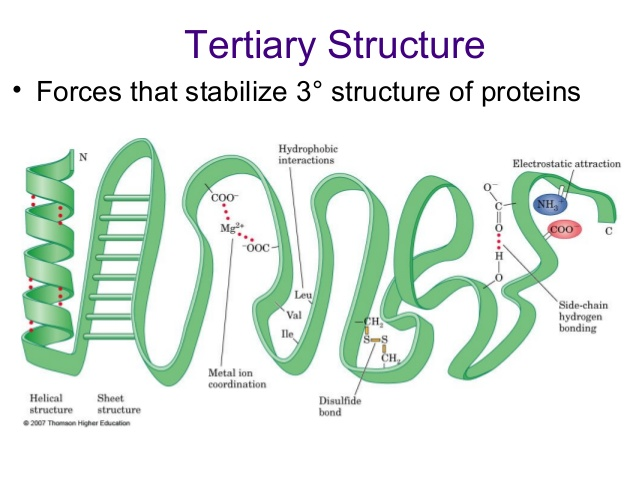 Tertiary Structure
• Forces that stabilize 3° structure of proteins
N
Hydrophobic
interactions
Electrostatic attraction
COO⁻
Mg²⁺
⁻OOC
O⁻
C
O
H
O
NH₃⁺
COO⁻
C
Leu
Val
Ile
CH₂
S—S
CH₂
Side-chain
hydrogen
bonding
Metal ion
coordination
Disulfide
bond
Helical
structure
Sheet
structure
© 2007 Thomson Higher Education